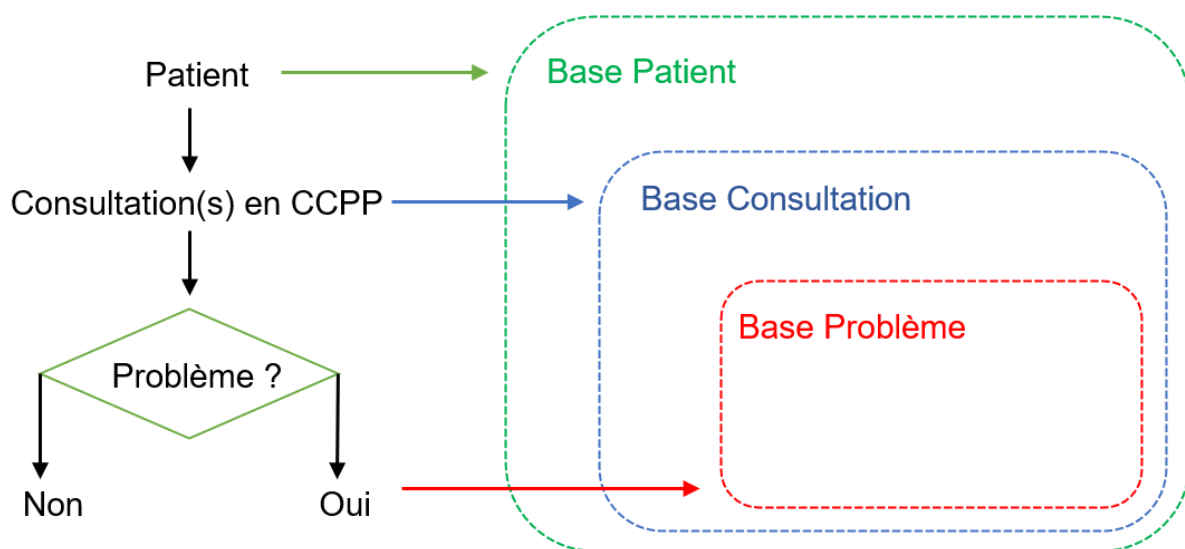 Patient
Base Patient
Consultation(s) en CCPP
Base Consultation
Base Problème
Problème ?
Non
Oui